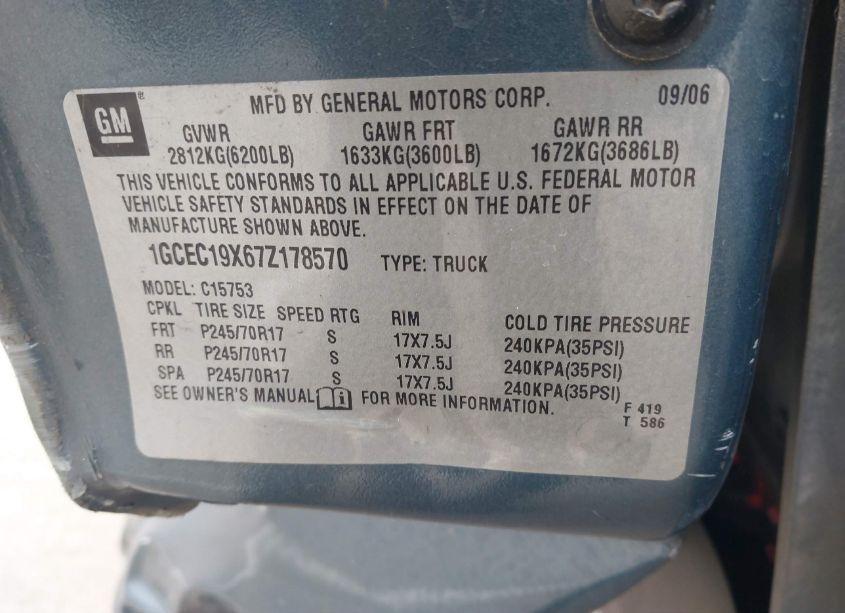 GM
MFD BY GENERAL MOTORS CORP. 09/06
GVWR GAWR FRT GAWR RR
2812KG(6200LB) 1633KG(3600LB) 1672KG(3686LB)
THIS VEHICLE CONFORMS TO ALL APPLICABLE U.S. FEDERAL MOTOR
VEHICLE SAFETY STANDARDS IN EFFECT ON THE DATE OF
MANUFACTURE SHOWN ABOVE.
1GCEC19X67Z178570 TYPE: TRUCK
MODEL: C15753
CPKL TIRE SIZE SPEED RTG RIM COLD TIRE PRESSURE
FRT P245/70R17 S 17X7.5J 240KPA(35PSI)
RR P245/70R17 S 17X7.5J 240KPA(35PSI)
SPA P245/70R17 S 17X7.5J 240KPA(35PSI)
SEE OWNER'S MANUAL i FOR MORE INFORMATION.
F 419
T 586